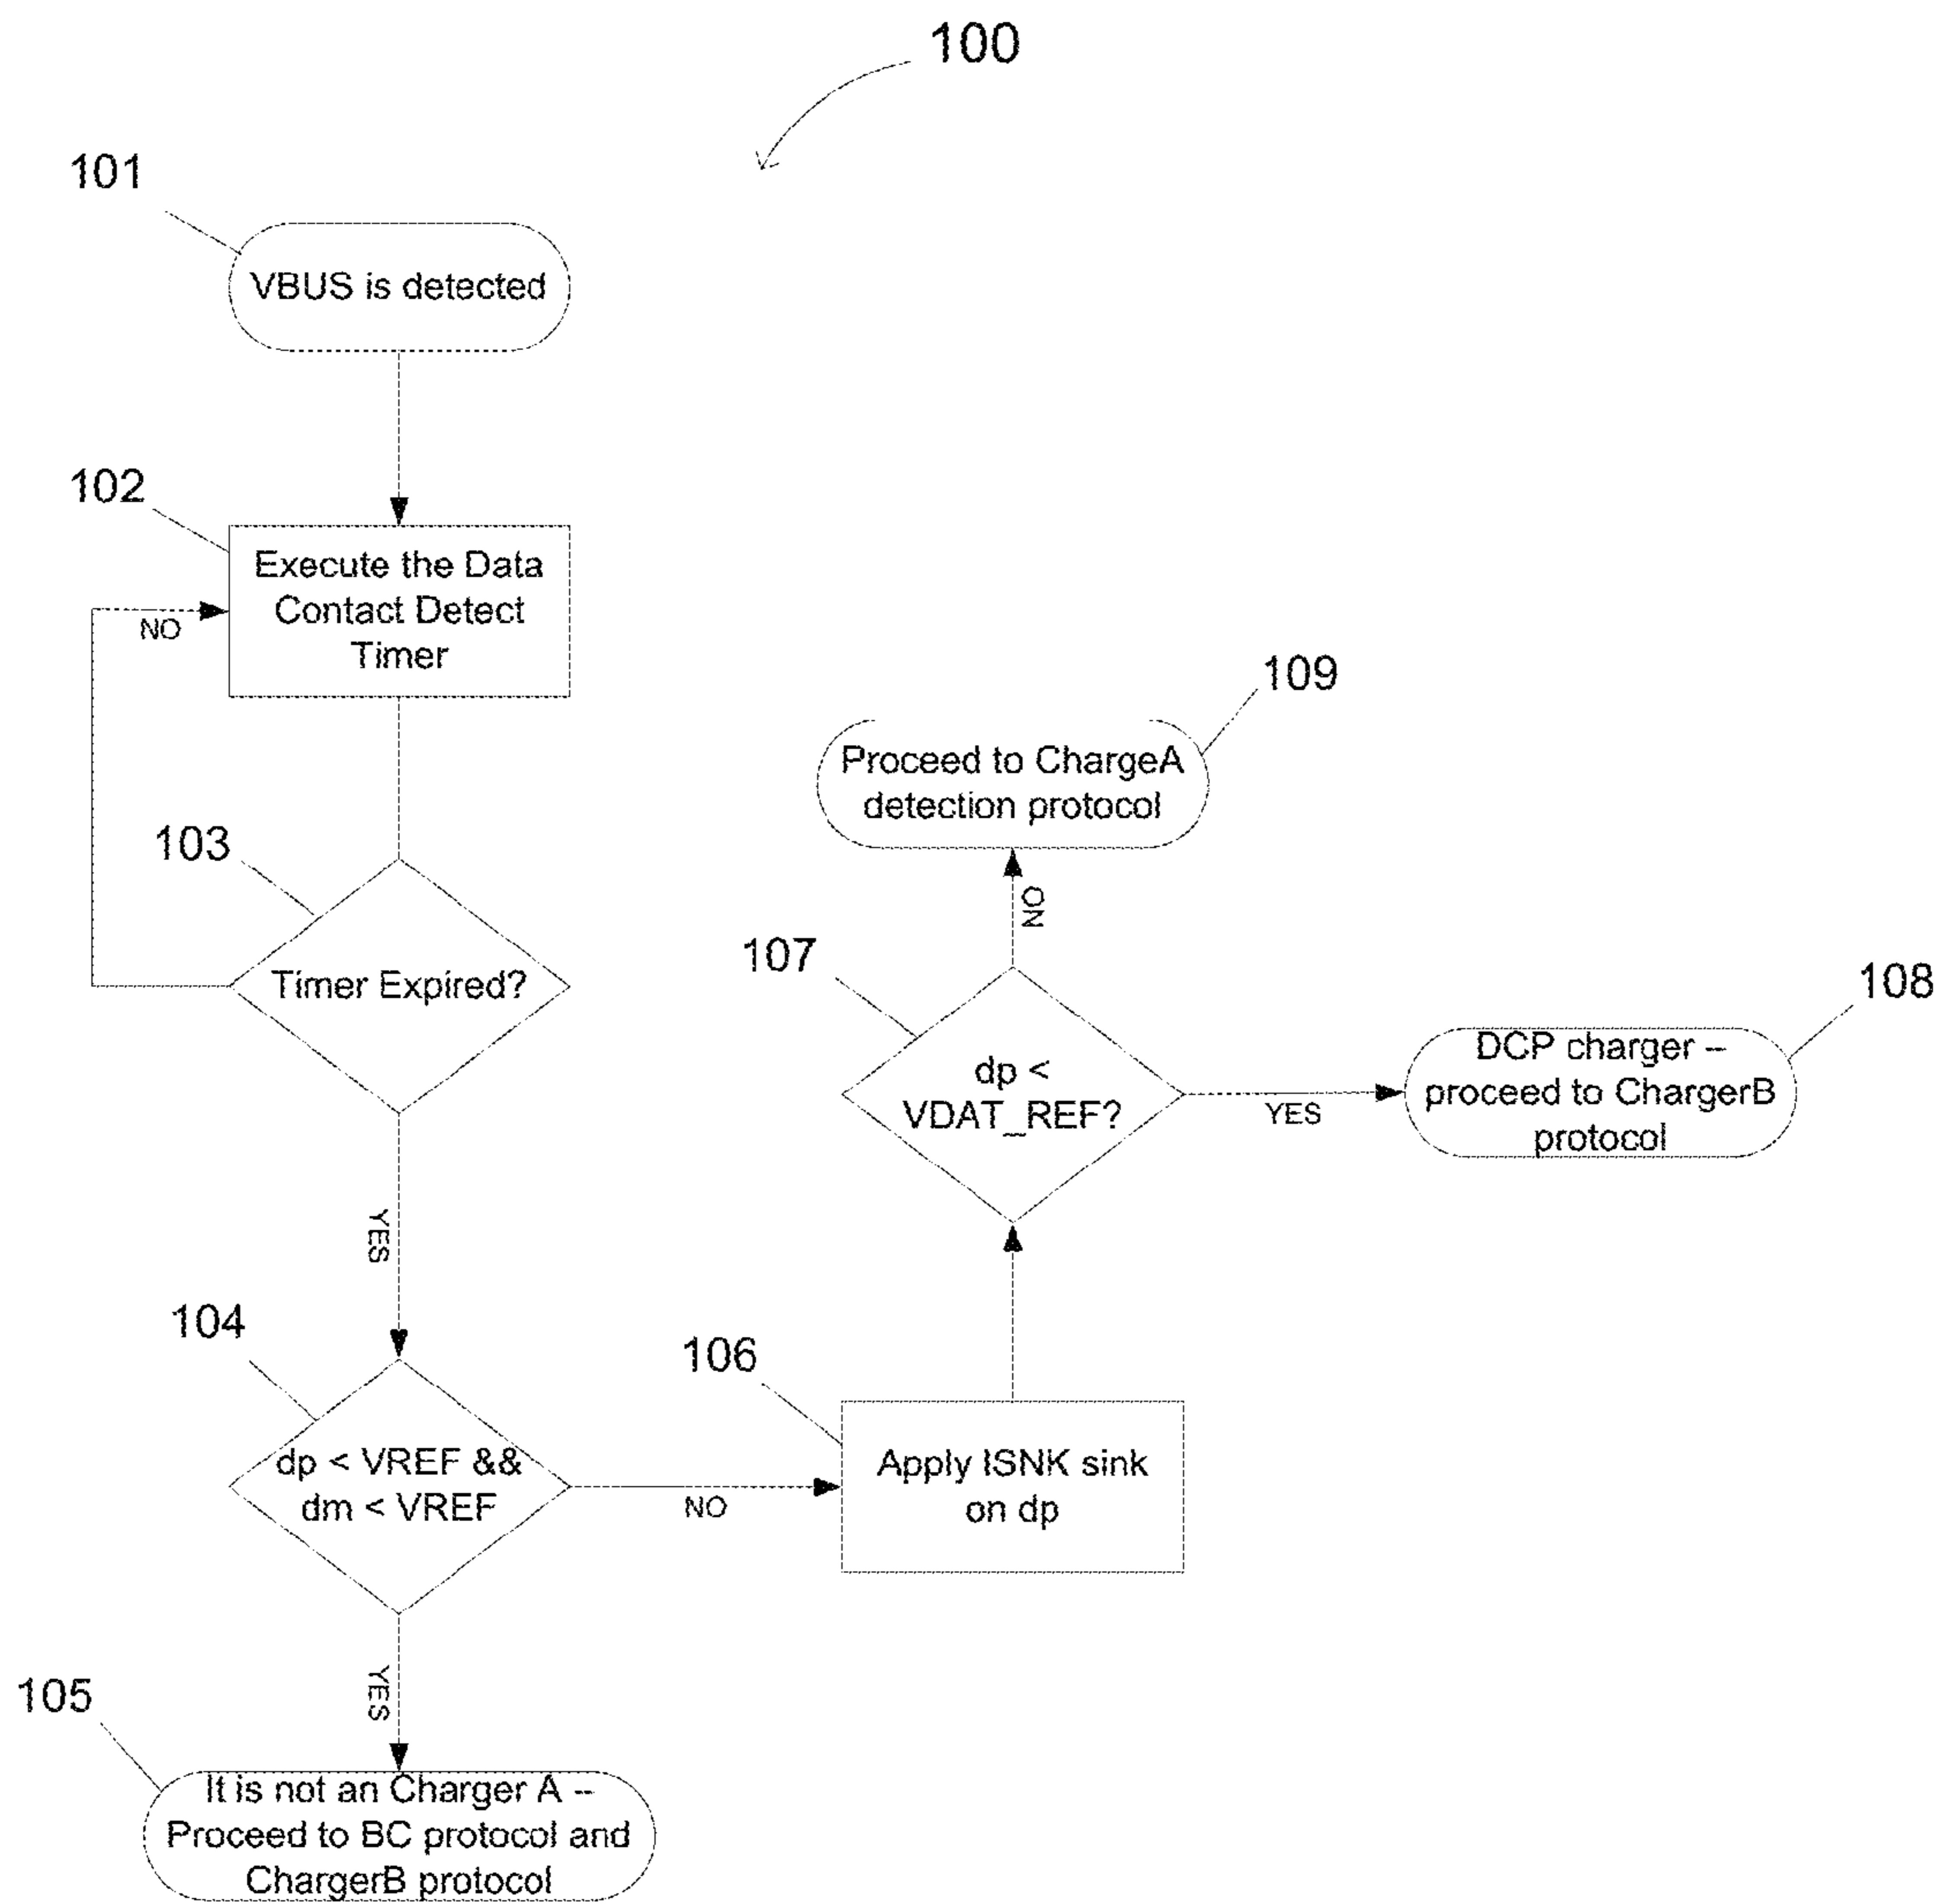 100
101
VBUS is detected
102
Execute the Data
Contact Detect
Timer
NO
103
Timer Expired?
YES
104
dp < VREF &&
dm < VREF
NO
YES
105
It is not an Charger A –
Proceed to BC protocol and
ChargerB protocol
106
Apply ISNK sink
on dp
107
dp <
VDAT_REF?
YES
108
DCP charger –
proceed to ChargerB
protocol
NO
109
Proceed to ChargeA
detection protocol